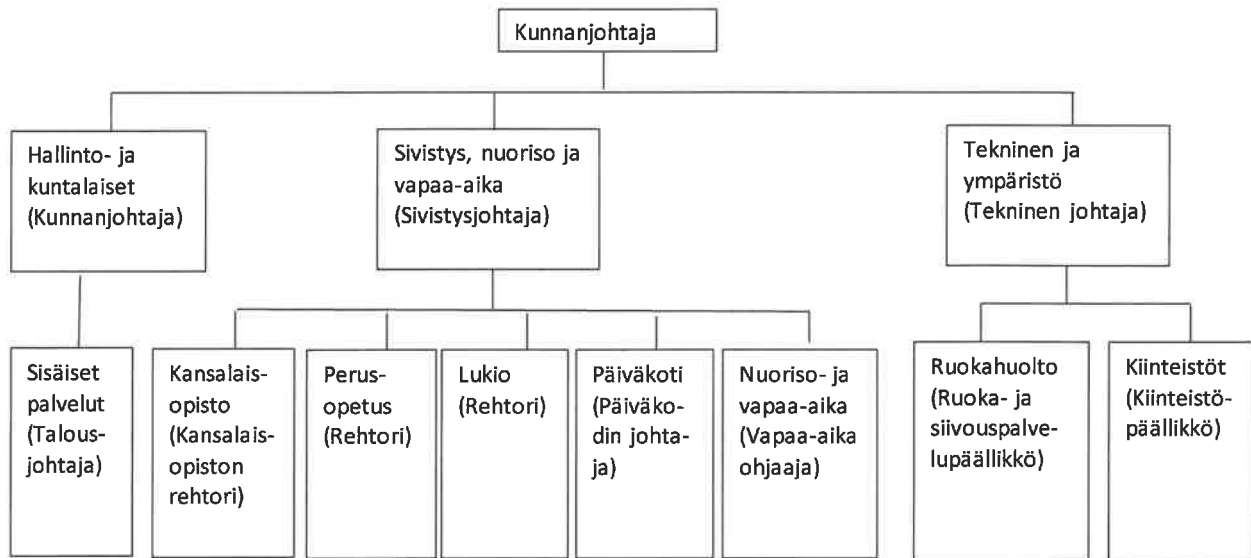 Kunnanjohtaja
Hallinto- ja
kuntalaiset
(Kunnanjohtaja)
Sivistys, nuoriso ja
vapaa-aika
(Sivistysjohtaja)
Tekninen ja
ympäristö
(Tekninen johtaja)
Sisäiset
palvelut
(Talous-
johtaja)
Kansalais-
opisto
(Kansalais-
opiston
rehtori)
Perus-
opetus
(Rehtori)
Lukio
(Rehtori)
Päiväkoti
(Päiväko-
din johta-
ja)
Nuoriso- ja
vapaa-aika
(Vapaa-aika
ohjaaja)
Ruokahuolto
(Ruoka- ja
siivouspalve-
lupäällikkö)
Kiinteistöt
(Kiinteistö-
päällikkö)